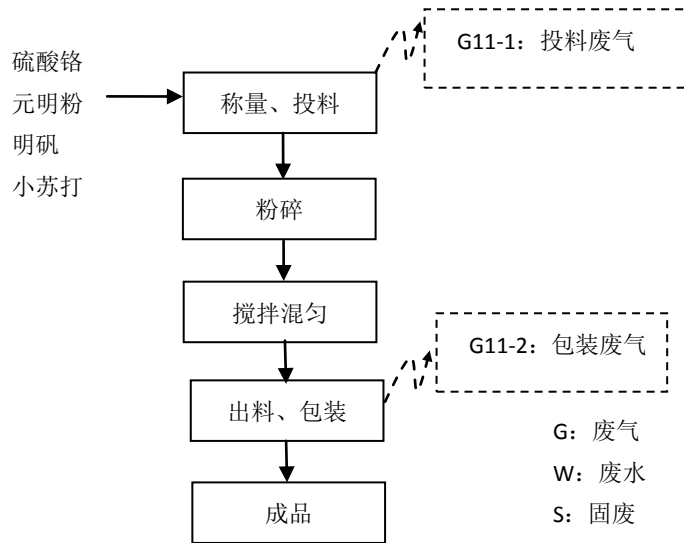 G11-1：投料废气
硫酸铬
元明粉
明矾
小苏打
称量、投料
粉碎
搅拌混匀
G11-2：包装废气
出料、包装
G：废气
W：废水
S：固废
成品